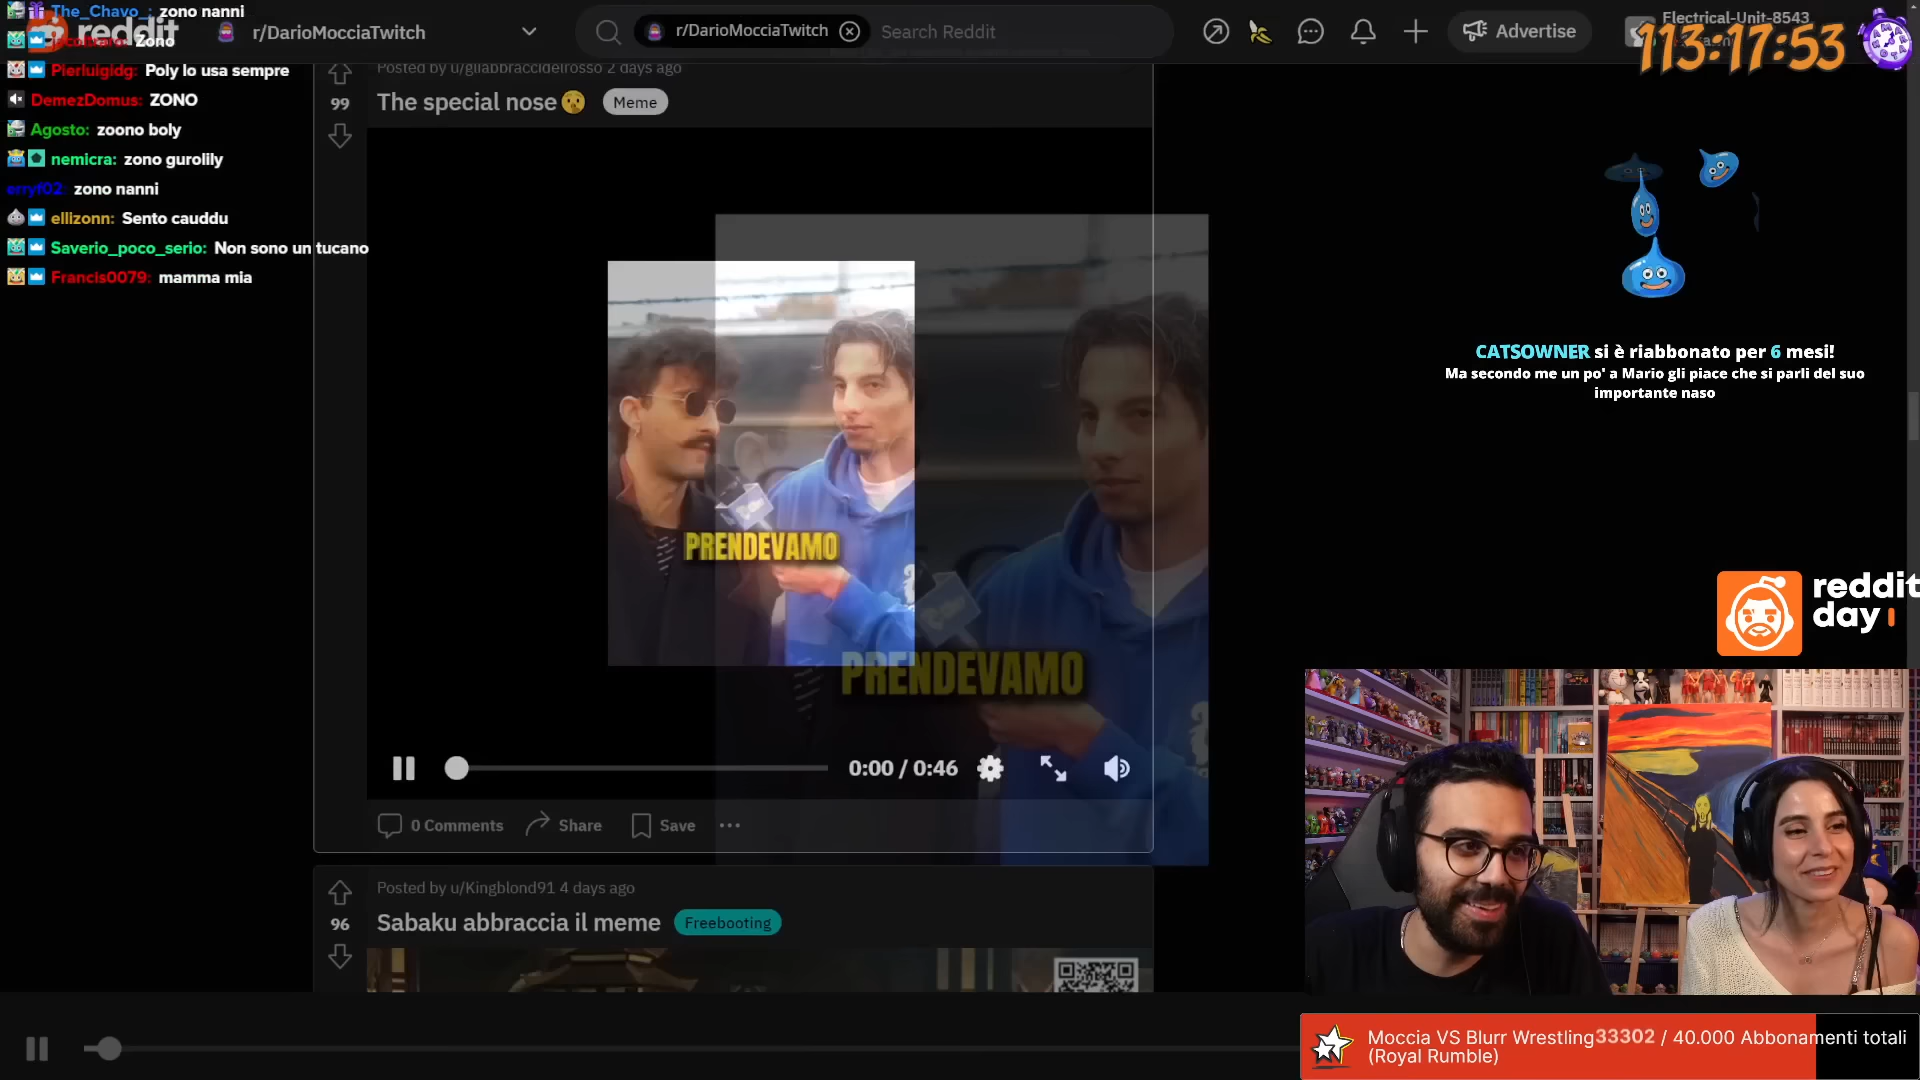 The_Chavo_: zono nanni
Zono
Pierluigidg: Poly lo usa sempre
DemezDomus: ZONO
Agosto: zoono boly
nemicra: zono gurolily
erryf02: zono nanni
ellizonn: Sento cauddu
Saverio_poco_serio: Non sono un tucano
Francis0079: mamma mia
reddit
r/DarioMocciaTwitch
r/DarioMocciaTwitch
Search Reddit
Advertise
Electrical-Unit-8543
113:17:53
Posted by u/gliabbraccidelrosso 2 days ago
99
The special nose🤫 Meme
PRENDEVAMO
PRENDEVAMO
0:00 / 0:46
0 Comments
Share
Save
Posted by u/Kingblond91 4 days ago
96
Sabaku abbraccia il meme Freebooting
CATSOWNER si è riabbonato per 6 mesi!
Ma secondo me un po' a Mario gli piace che si parli del suo
importante naso
reddit
day
Moccia VS Blurr Wrestling 33302 / 40.000 Abbonamenti totali
(Royal Rumble)